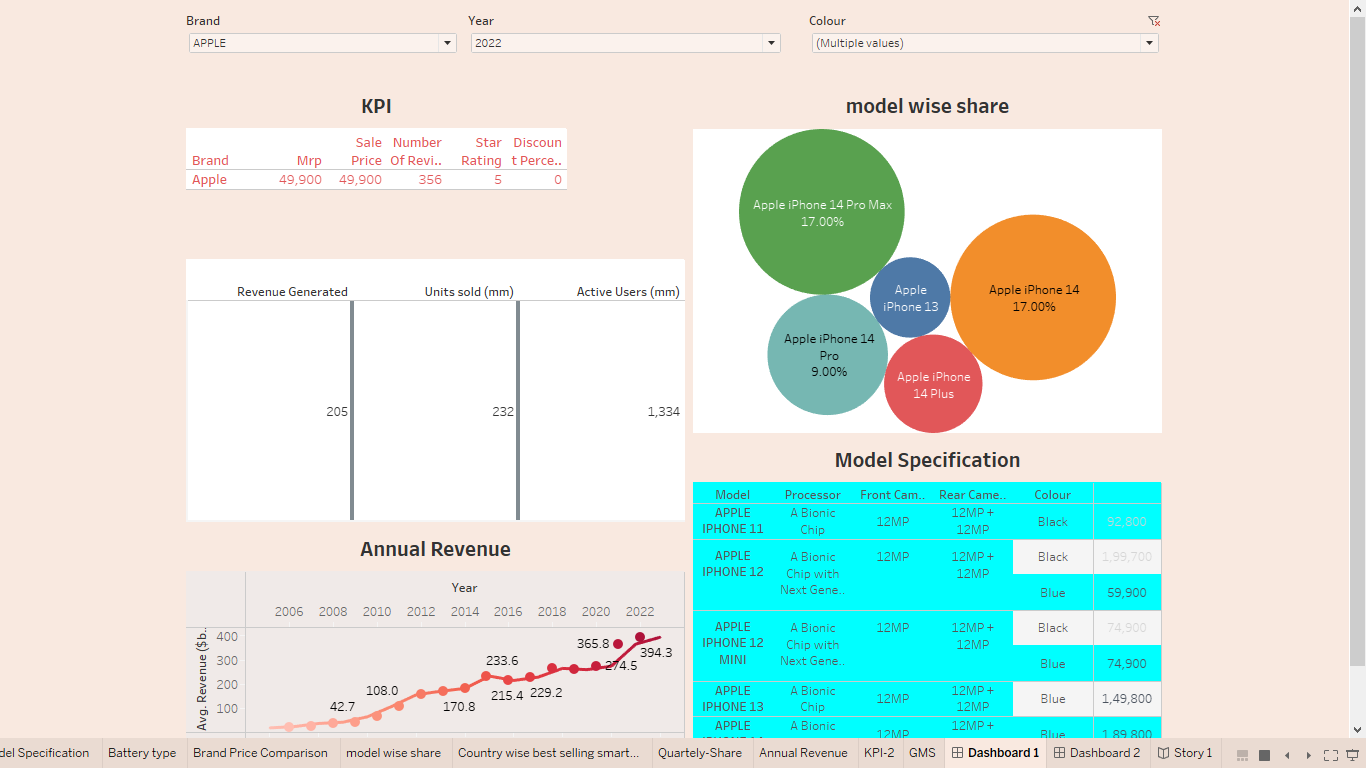 Brand
Year
Colour
APPLE
2022
(Multiple values)
KPI
Sale Number Star Discoun
Brand Mrp Price Of Revi.. Rating t Perce..
Apple 49,900 49,900 356 5 0
Revenue Generated Units sold (mm) Active Users (mm)
205 232 1,334
model wise share
Apple iPhone 14 Pro Max
17.00%
Apple
iPhone 13
Apple iPhone 14
17.00%
Apple iPhone 14
Pro
9.00%
Apple iPhone
14 Plus
Annual Revenue
Year
2006 2008 2010 2012 2014 2016 2018 2020 2022
Avg. Revenue ($b..
400
300
200
100
42.7
108.0
170.8
233.6
215.4
229.2
365.8
274.5
394.3
Model Specification
Model Processor Front Cam.. Rear Came.. Colour
APPLE A Bionic 12MP 12MP + Black 92,800
IPHONE 11 Chip 12MP
APPLE A Bionic 12MP 12MP + Black 1,99,700
IPHONE 12 Chip with 12MP
Next Gene.. Blue 59,900
APPLE A Bionic 12MP 12MP + Black 74,900
IPHONE 12 Chip with 12MP
MINI Next Gene.. Blue 74,900
APPLE A Bionic 12MP 12MP + Blue 1,49,800
IPHONE 13 Chip 12MP
APPLE A Bionic 12MP + Blue 1,89,800
del Specification Battery type Brand Price Comparison model wise share Country wise best selling smart... Quartely-Share Annual Revenue KPI-2 GMS Dashboard 1 Dashboard 2 Story 1